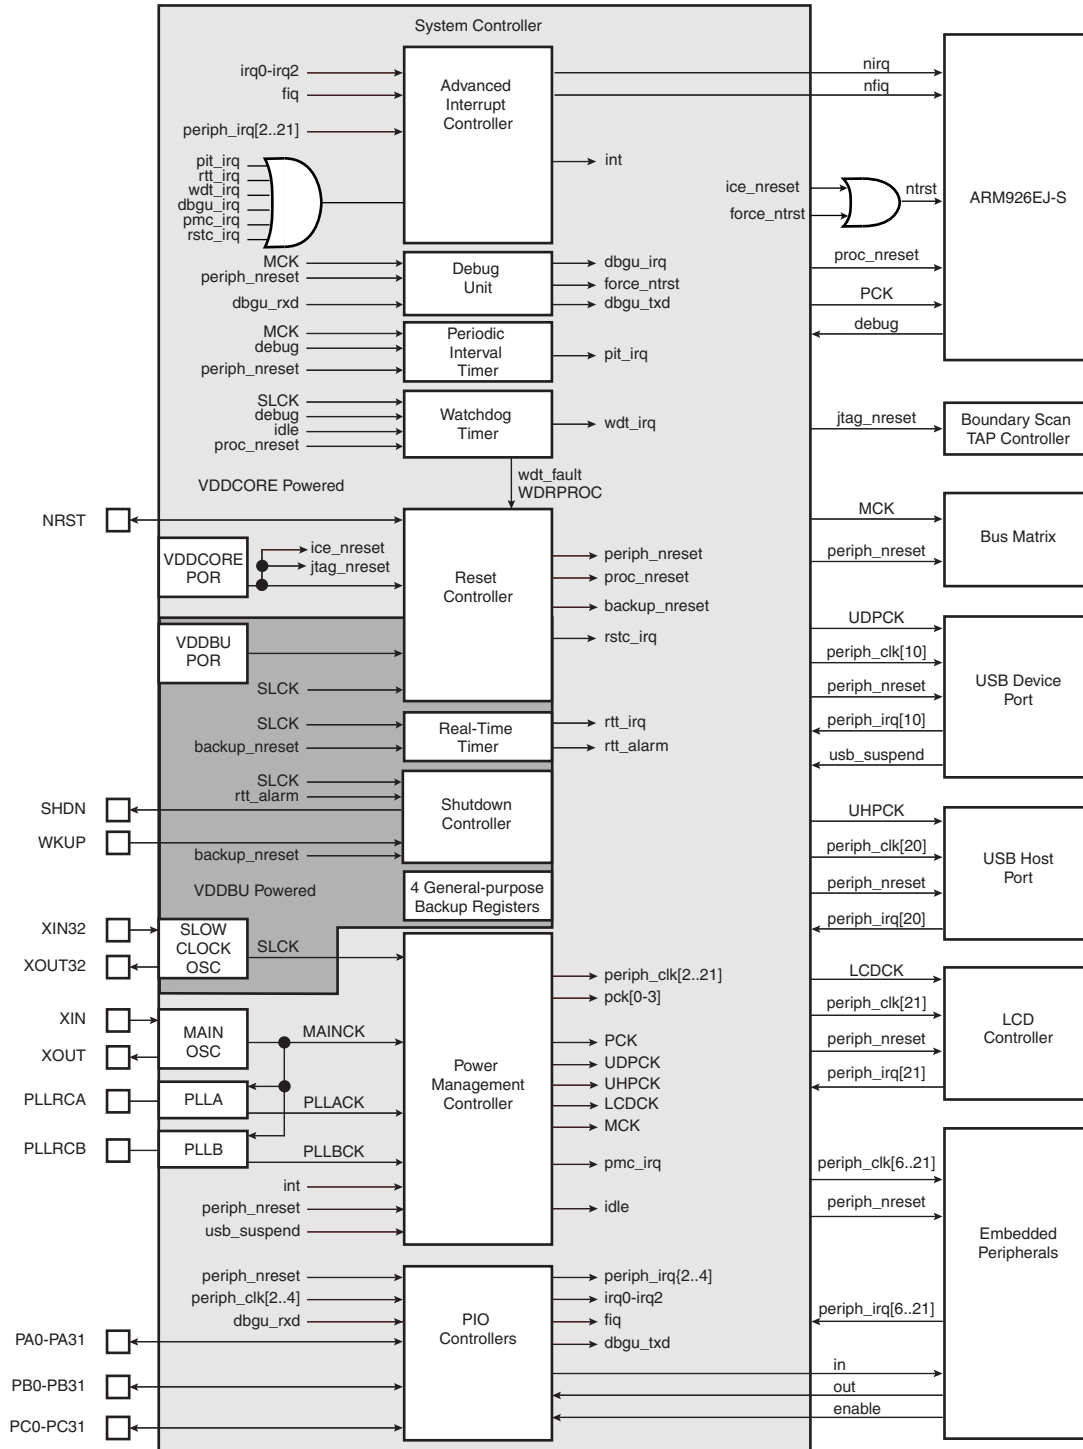 System Controller
irq0-irq2
fiq
periph_irq[2..21]
pit_irq
rtt_irq
wdt_irq
dbgu_irq
pmc_irq
rstc_irq
Advanced
Interrupt
Controller
int
nirq
nfiq
ice_nreset
force_ntrst
ntrst
ARM926EJ-S
proc_nreset
PCK
debug
MCK
periph_nreset
dbgu_rxd
Debug
Unit
dbgu_irq
force_ntrst
dbgu_txd
MCK
debug
periph_nreset
Periodic
Interval
Timer
pit_irq
SLCK
debug
idle
proc_nreset
Watchdog
Timer
wdt_irq
jtag_nreset
Boundary Scan
TAP Controller
wdt_fault
WDRPROC
VDDCORE Powered
NRST
VDDCORE
POR
ice_nreset
jtag_nreset
Reset
Controller
periph_nreset
proc_nreset
backup_nreset
rstc_irq
MCK
periph_nreset
Bus Matrix
VDDBU
POR
SLCK
UDPCK
periph_clk[10]
periph_nreset
periph_irq[10]
usb_suspend
USB Device
Port
SLCK
backup_nreset
Real-Time
Timer
rtt_irq
rtt_alarm
SLCK
rtt_alarm
SHDN
WKUP
backup_nreset
Shutdown
Controller
VDDBU Powered
4 General-purpose
Backup Registers
UHPCK
periph_clk[20]
periph_nreset
periph_irq[20]
USB Host
Port
XIN32
XOUT32
SLOW
CLOCK
OSC
SLCK
XIN
XOUT
MAIN
OSC
MAINCK
PLLRCA
PLLA
PLLACK
PLLRCB
PLLB
PLLBCK
int
periph_nreset
usb_suspend
Power
Management
Controller
periph_clk[2..21]
pck[0-3]
PCK
UDPCK
UHPCK
LCDCK
MCK
pmc_irq
idle
LCDCK
periph_clk[21]
periph_nreset
periph_irq[21]
LCD
Controller
periph_clk[6..21]
periph_nreset
periph_irq[6..21]
in
out
enable
Embedded
Peripherals
periph_nreset
periph_clk[2..4]
dbgu_rxd
PA0-PA31
PB0-PB31
PC0-PC31
PIO
Controllers
periph_irq{2..4]
irq0-irq2
fiq
dbgu_txd